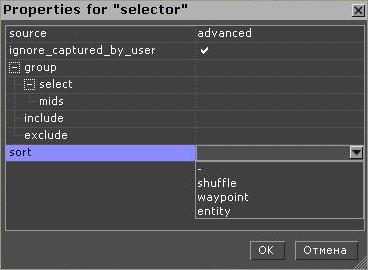 Properties for "selector"
source advanced
ignore_captured_by_user
group
select
mids
include
exclude
sort
-
shuffle
waypoint
entity
OK Отмена